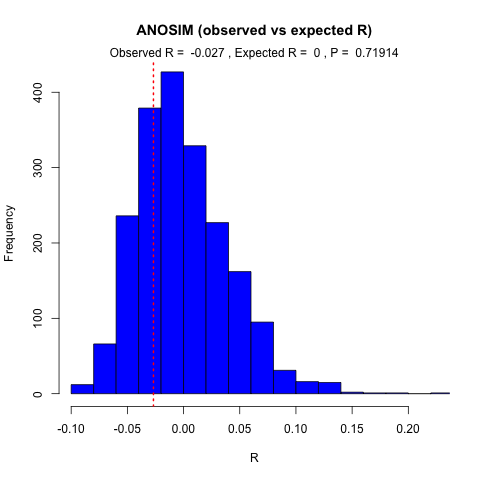 ANOSIM (observed vs expected R)
Observed R =  -0.027 , Expected R =  0 , P =  0.71914
Frequency
400
300
200
100
0
-0.10 -0.05 0.00 0.05 0.10 0.15 0.20
R